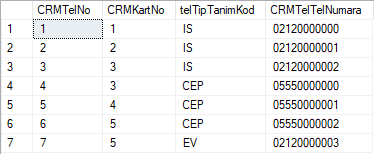 CRMTelNo CRMKartNo telTipTanimKod CRMTelTelNumara
1 1 1 IS 02120000000
2 2 2 IS 02120000001
3 3 3 IS 02120000002
4 4 3 CEP 05550000000
5 5 4 CEP 05550000001
6 6 5 CEP 05550000002
7 7 5 EV 02120000003